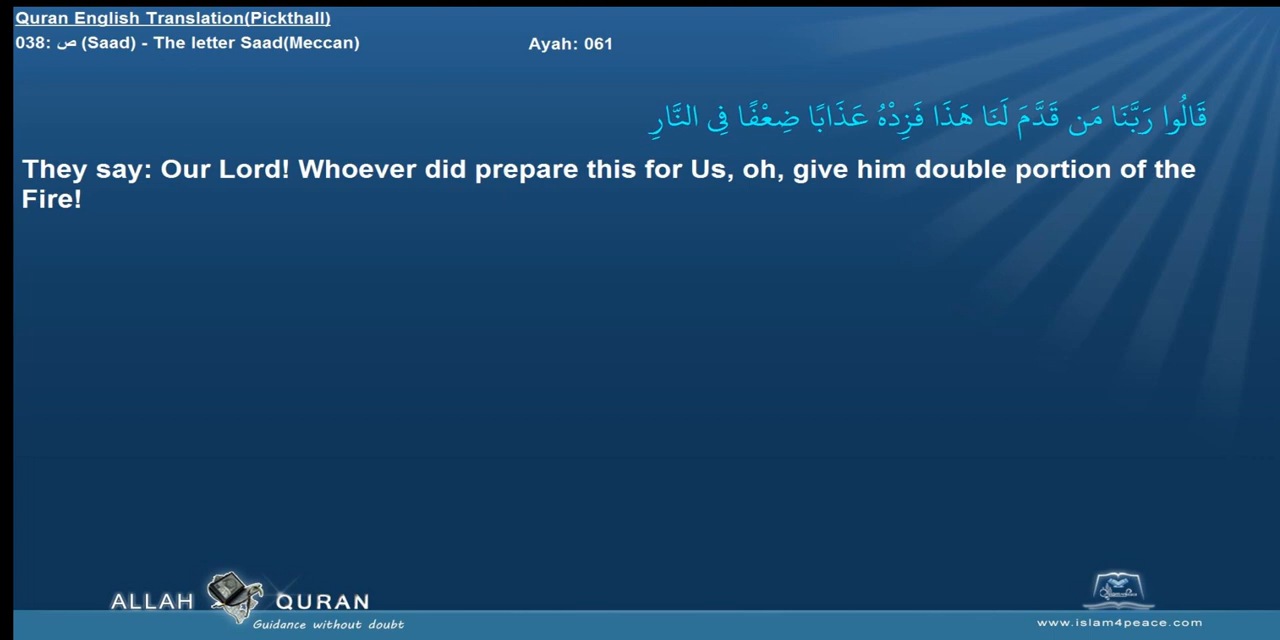 Quran English Translation(Pickthall)
038: ص (Saad) - The letter Saad(Meccan)
Ayah: 061
قَالُوا رَبَّنَا مَن قَدَّمَ لَنَا هَذَا فَزِدْهُ عَذَابًا ضِعْفًا فِي النَّارِ
They say: Our Lord! Whoever did prepare this for Us, oh, give him double portion of the
Fire!
ALLAH QURAN
Guidance without doubt
www.islam4peace.com